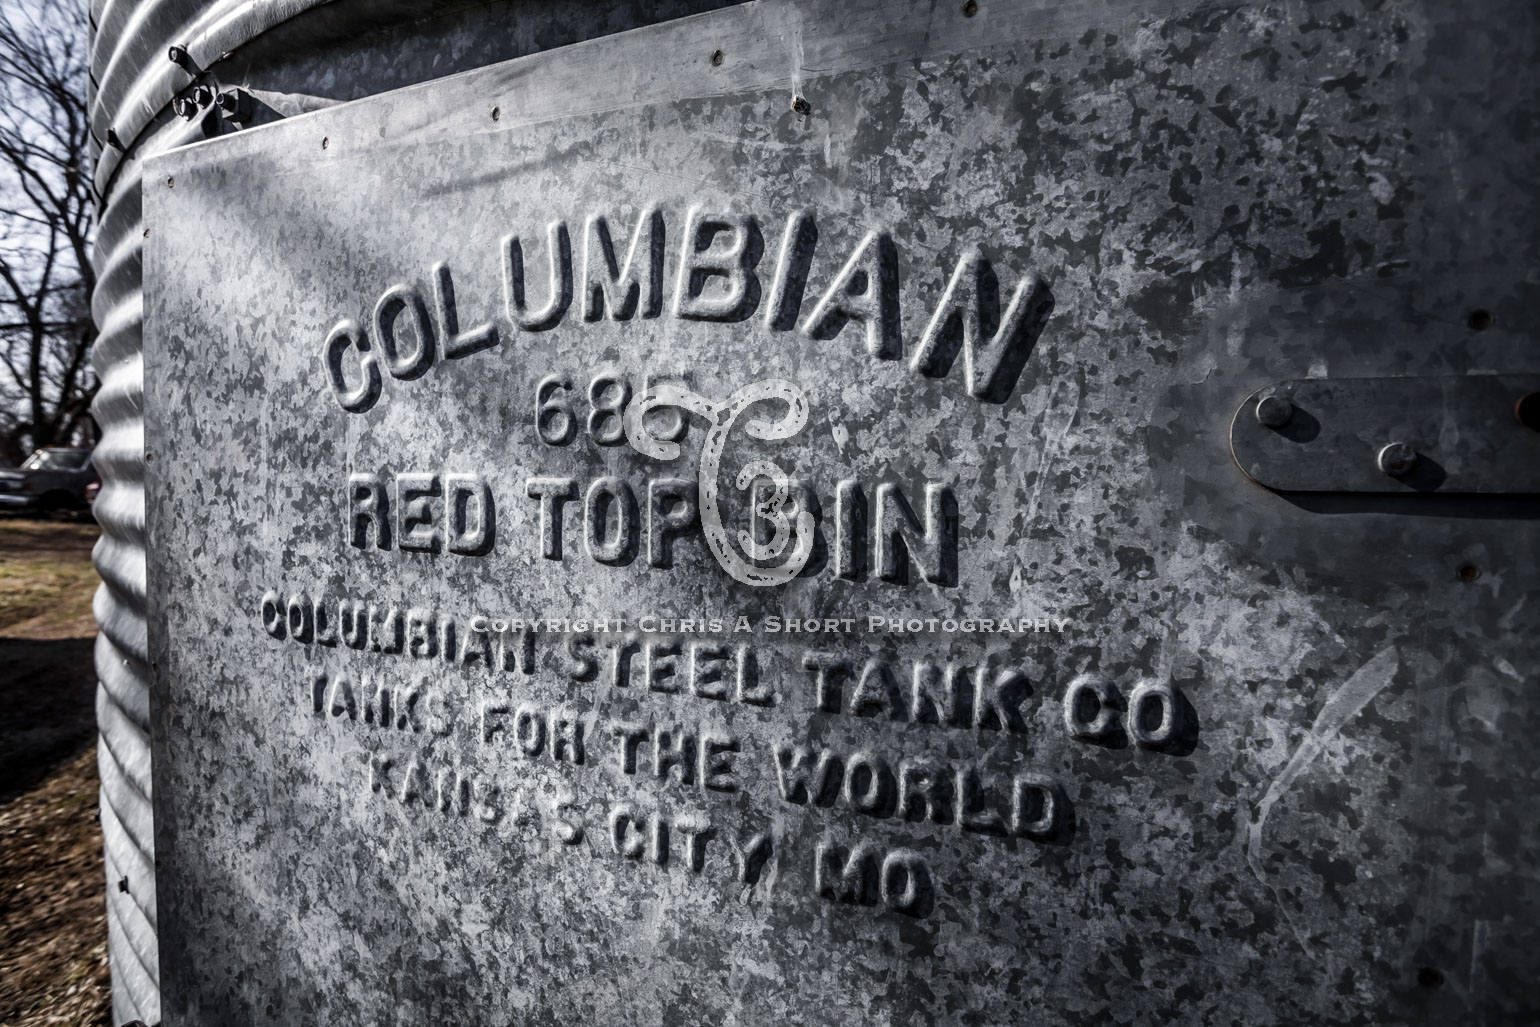 COLUMBIAN
685
RED TOP BIN
COLUMBIAN STEEL TANK CO
Copyright Chris A Short Photography
TANKS FOR THE WORLD
KANSAS CITY, MO